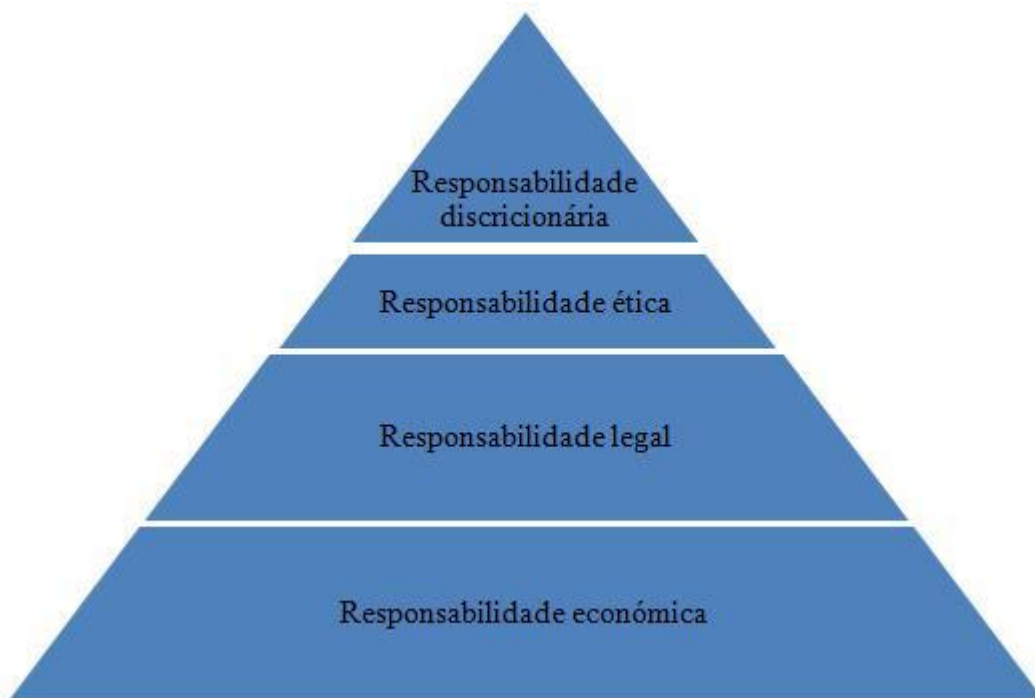 Responsabilidade
discricionária
Responsabilidade ética
Responsabilidade legal
Responsabilidade económica